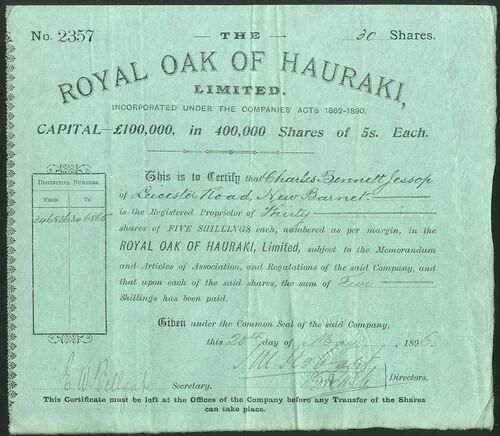 No. 2357 — THE — 30 Shares.
ROYAL OAK OF HAURAKI,
LIMITED.
INCORPORATED UNDER THE COMPANIES' ACTS 1862-1890.
CAPITAL—£100,000, in 400,000 Shares of 5s. Each.
DISTINCTIVE NUMBERS.
FROM TO
This is to Certify that Charles Bennett Jessop
of Leicester Road, New Barnet.
is the Registered Proprietor of Thirty
shares of FIVE SHILLINGS each, numbered as per margin, in the
ROYAL OAK OF HAURAKI, Limited, subject to the Memorandum
and Articles of Association, and Regulations of the said Company, and
that upon each of the said shares, the sum of Five
Shillings has been paid.
Given under the Common Seal of the said Company,
this 20th day of May 1896.
E. W.
Secretary.
Directors.
This Certificate must be left at the Offices of the Company before any Transfer of the Shares
can take place.